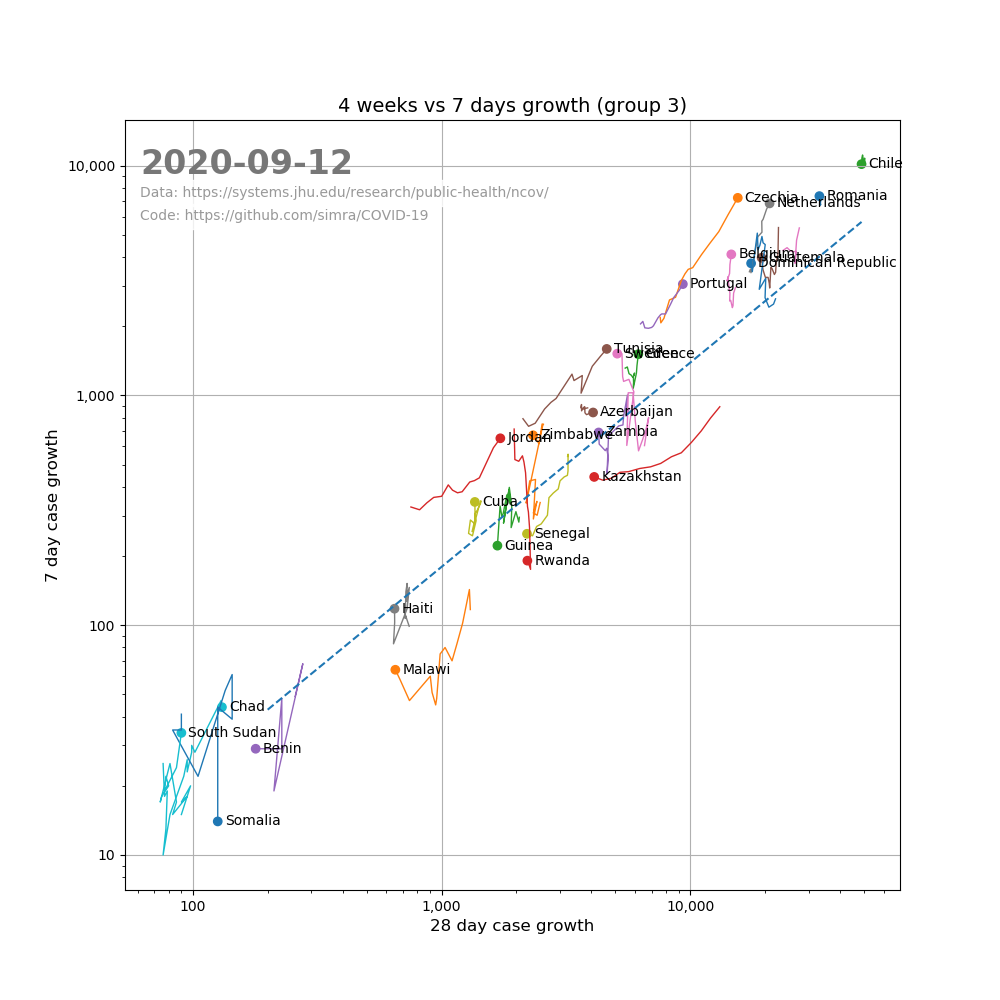 4 weeks vs 7 days growth (group 3)
2020-09-12
Data: https://systems.jhu.edu/research/public-health/ncov/
Code: https://github.com/simra/COVID-19
7 day case growth
10,000
1,000
100
10
Chile
Romania
Czechia
Netherlands
Belgium
Guatemala
Dominican Republic
Portugal
Tunisia
Sweden
Greece
Azerbaijan
Jordan
Zimbabwe
Zambia
Kazakhstan
Cuba
Senegal
Guinea
Rwanda
Haiti
Malawi
Chad
South Sudan
Benin
Somalia
100
1,000
10,000
28 day case growth